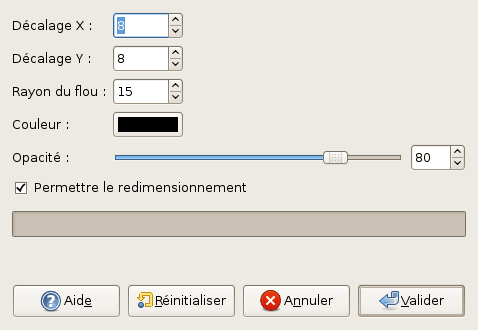 Décalage X : 8
Décalage Y : 8
Rayon du flou : 15
Couleur :
Opacité : 80
Permettre le redimensionnement
Aide Réinitialiser Annuler Valider